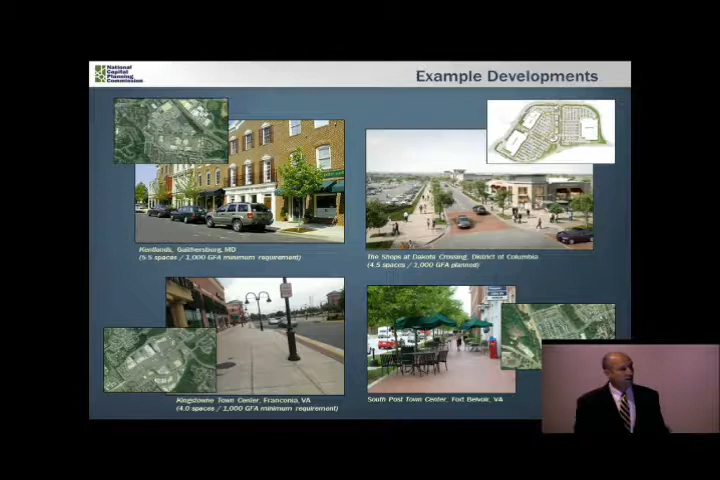 National
Capital
Planning
Commission
Example Developments
Kentlands, Gaithersburg, MD
(5.5 spaces / 1,000 GFA minimum requirement)
The Shops at Dakota Crossing, District of Columbia
(4.5 spaces / 1,000 GFA planned)
Kingstowne Town Center, Franconia, VA
(4.0 spaces / 1,000 GFA minimum requirement)
South Post Town Center, Fort Belvoir, VA